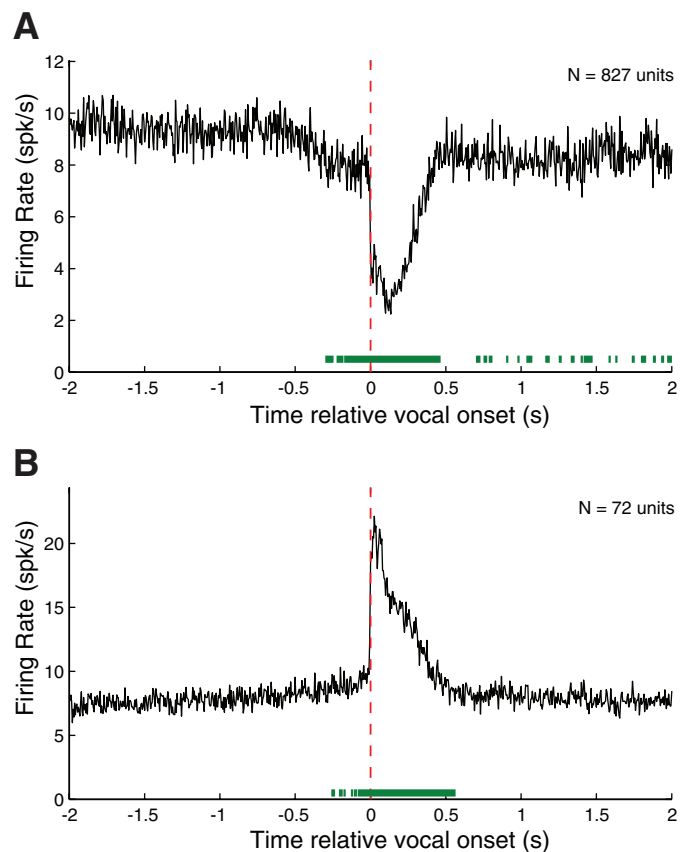 A
12
N = 827 units
10
8
6
4
2
0
Firing Rate (spk/s)
-2 -1.5 -1 -0.5 0 0.5 1 1.5 2
Time relative vocal onset (s)
B
N = 72 units
20
15
10
5
0
Firing Rate (spk/s)
-2 -1.5 -1 -0.5 0 0.5 1 1.5 2
Time relative vocal onset (s)